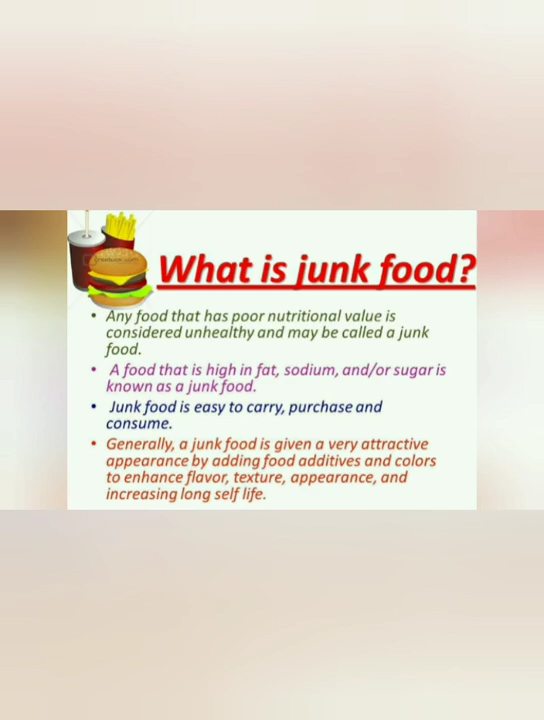 What is junk food?
• Any food that has poor nutritional value is
considered unhealthy and may be called a junk
food.
• A food that is high in fat, sodium, and/or sugar is
known as a junk food.
• Junk food is easy to carry, purchase and
consume.
• Generally, a junk food is given a very attractive
appearance by adding food additives and colors
to enhance flavor, texture, appearance, and
increasing long self life.